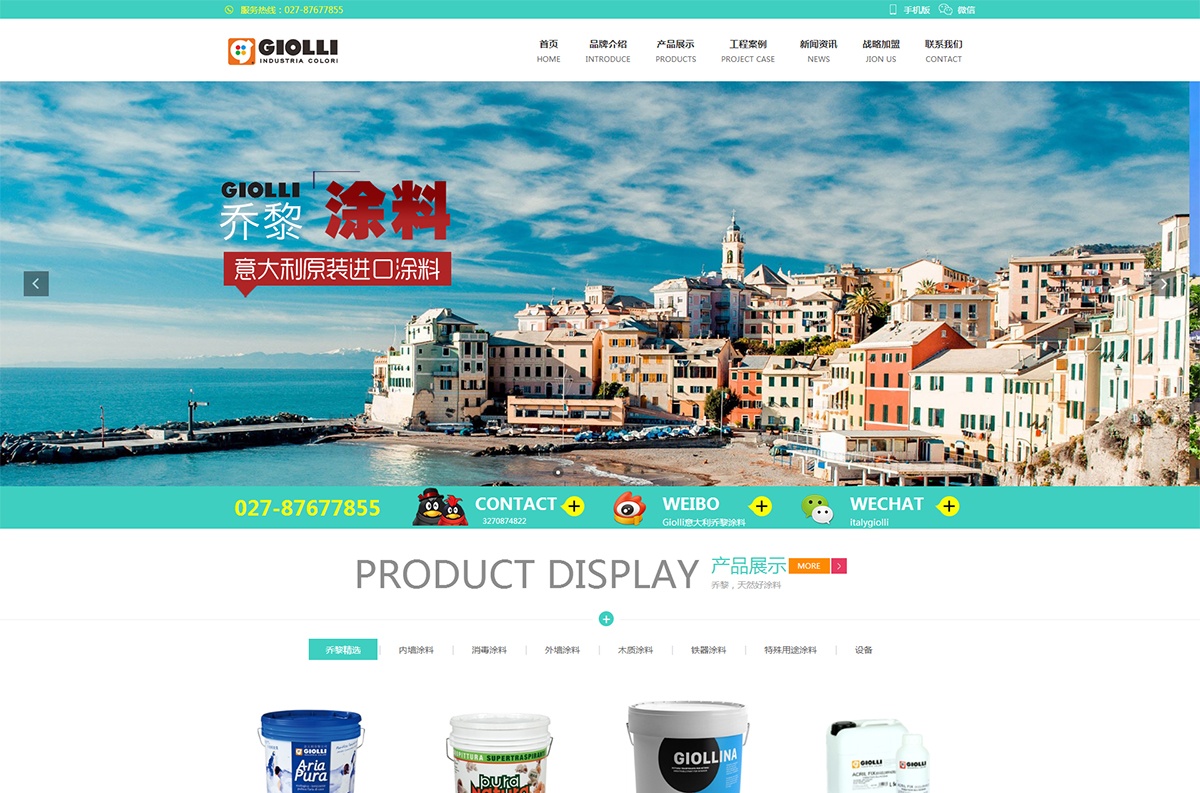 服务热线：027-87677855
手机版 微信
GIOLLI
INDUSTRIA COLORI
首页 品牌介绍 产品展示 工程案例 新闻资讯 战略加盟 联系我们
HOME INTRODUCE PRODUCTS PROJECT CASE NEWS JION US CONTACT
GIOLLI
乔黎 涂料
意大利原装进口涂料
027-87677855
CONTACT
3270874822
WEIBO
Giolli意大利乔黎涂料
WECHAT
italygiolli
PRODUCT DISPLAY
产品展示 MORE
乔黎，天然好涂料
乔黎精选 内墙涂料 消毒涂料 外墙涂料 木质涂料 铁器涂料 特殊用途涂料 设备
GIOLLI
Aria
Pura
PITTURA SUPERTRASPIRANT
pura
Natura
GIOLLINA
GIOLLI
ACRIL FIX
GIOLLI